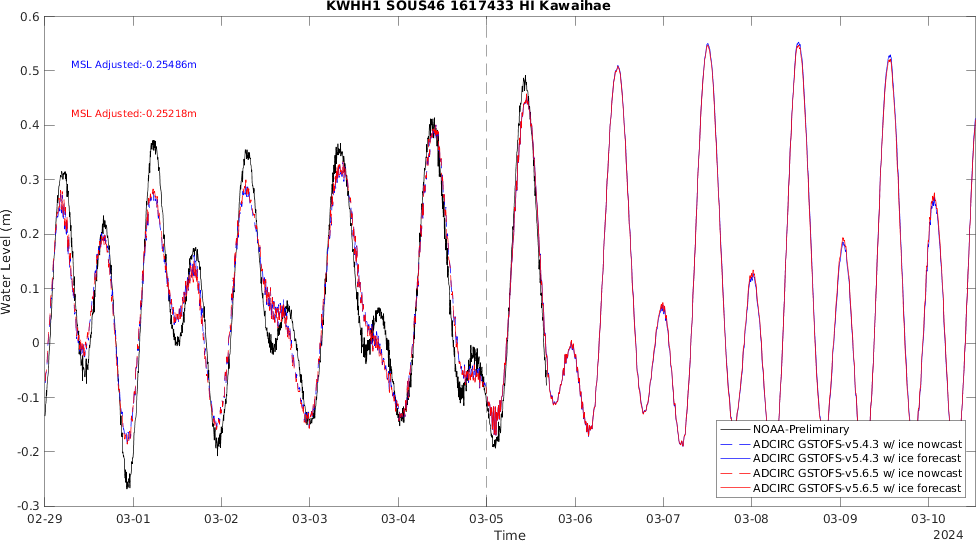 KWHH1 SOUS46 1617433 HI Kawaihae
0.6
0.5
0.4
0.3
0.2
0.1
0
-0.1
-0.2
-0.3
Water Level (m)
MSL Adjusted:-0.25486m
MSL Adjusted:-0.25218m
NOAA-Preliminary
ADCIRC GSTOFS-v5.4.3 w/ ice nowcast
ADCIRC GSTOFS-v5.4.3 w/ ice forecast
ADCIRC GSTOFS-v5.6.5 w/ ice nowcast
ADCIRC GSTOFS-v5.6.5 w/ ice forecast
02-29 03-01 03-02 03-03 03-04 03-05 03-06 03-07 03-08 03-09 03-10
Time
2024